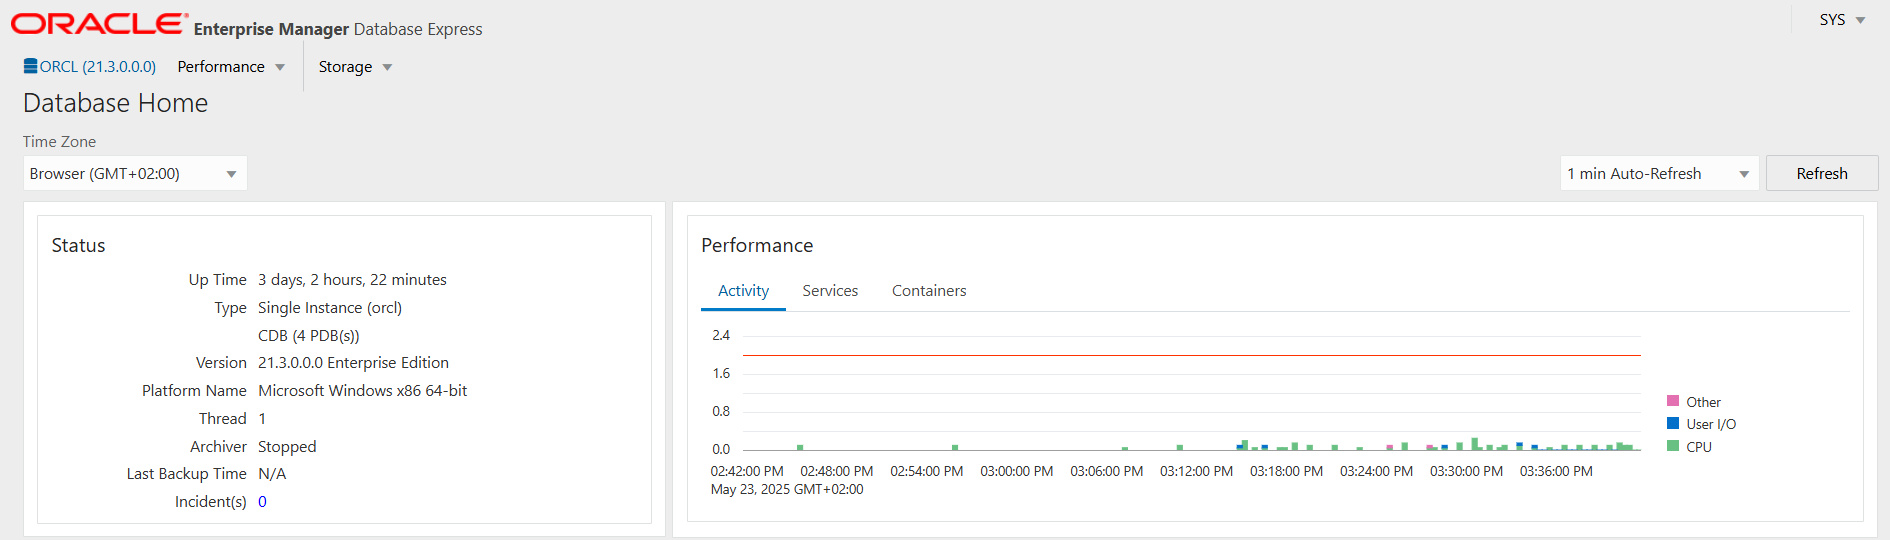 ORACLE Enterprise Manager Database Express
SYS
ORCL (21.3.0.0.0) Performance Storage
Database Home
Time Zone
Browser (GMT+02:00)
1 min Auto-Refresh Refresh
Status
Up Time 3 days, 2 hours, 22 minutes
Type Single Instance (orcl)
CDB (4 PDB(s))
Version 21.3.0.0.0 Enterprise Edition
Platform Name Microsoft Windows x86 64-bit
Thread 1
Archiver Stopped
Last Backup Time N/A
Incident(s) 0
Performance
Activity Services Containers
2.4
1.6
0.8
0.0
02:42:00 PM 02:48:00 PM 02:54:00 PM 03:00:00 PM 03:06:00 PM 03:12:00 PM 03:18:00 PM 03:24:00 PM 03:30:00 PM 03:36:00 PM
May 23, 2025 GMT+02:00
Other
User I/O
CPU